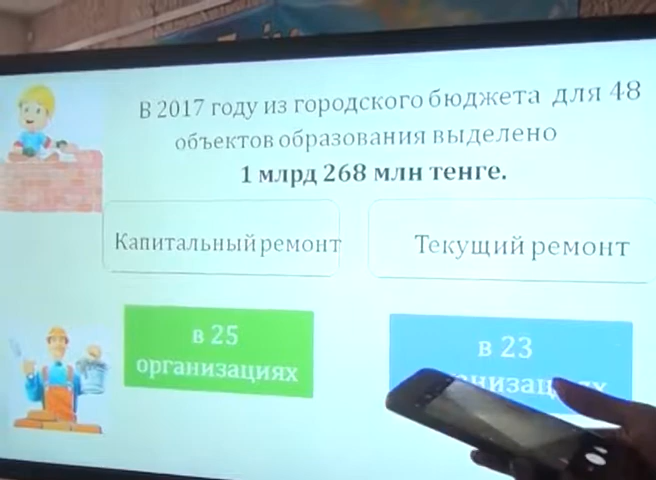 В 2017 году из городского бюджета для 48
объектов образования выделено
1 млрд 268 млн тенге.
Капитальный ремонт
Текущий ремонт
в 25
организациях
в 23